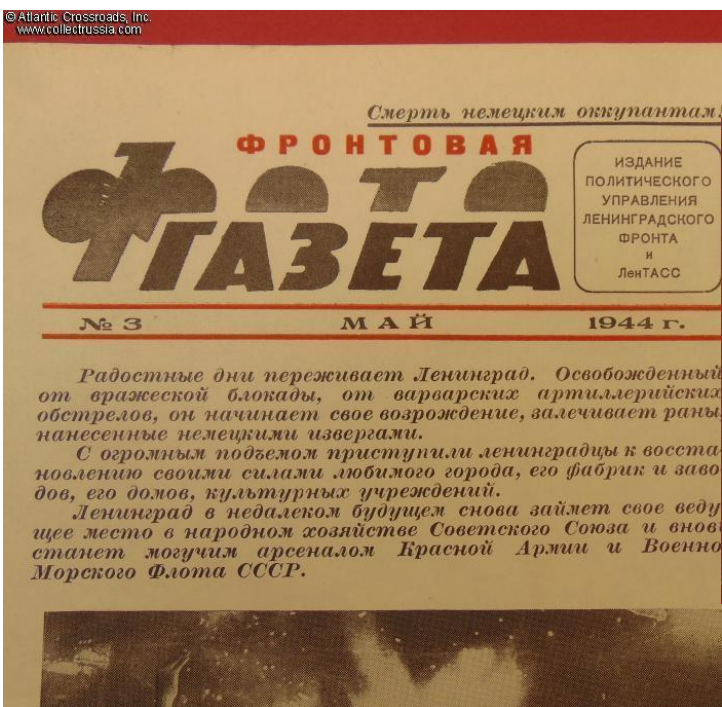 © Atlantic Crossroads, Inc.
www.collectrussia.com
Смерть немецким оккупантам!
ФРОНТОВАЯ
ФОТО
ГАЗЕТА
ИЗДАНИЕ
ПОЛИТИЧЕСКОГО
УПРАВЛЕНИЯ
ЛЕНИНГРАДСКОГО
ФРОНТА
и
ЛенТАСС
№ 3 МАЙ 1944 г.
Радостные дни переживает Ленинград. Освобожденный
от вражеской блокады, от варварских артиллерийских
обстрелов, он начинает свое возрождение, залечивает раны,
нанесенные немецкими извергами.
С огромным подъемом приступили ленинградцы к восста-
новлению своими силами любимого города, его фабрик и заво-
дов, его домов, культурных учреждений.
Ленинград в недалеком будущем снова займет свое веду-
щее место в народном хозяйстве Советского Союза и вновь
станет могучим арсеналом Красной Армии и Военно-
Морского Флота СССР.